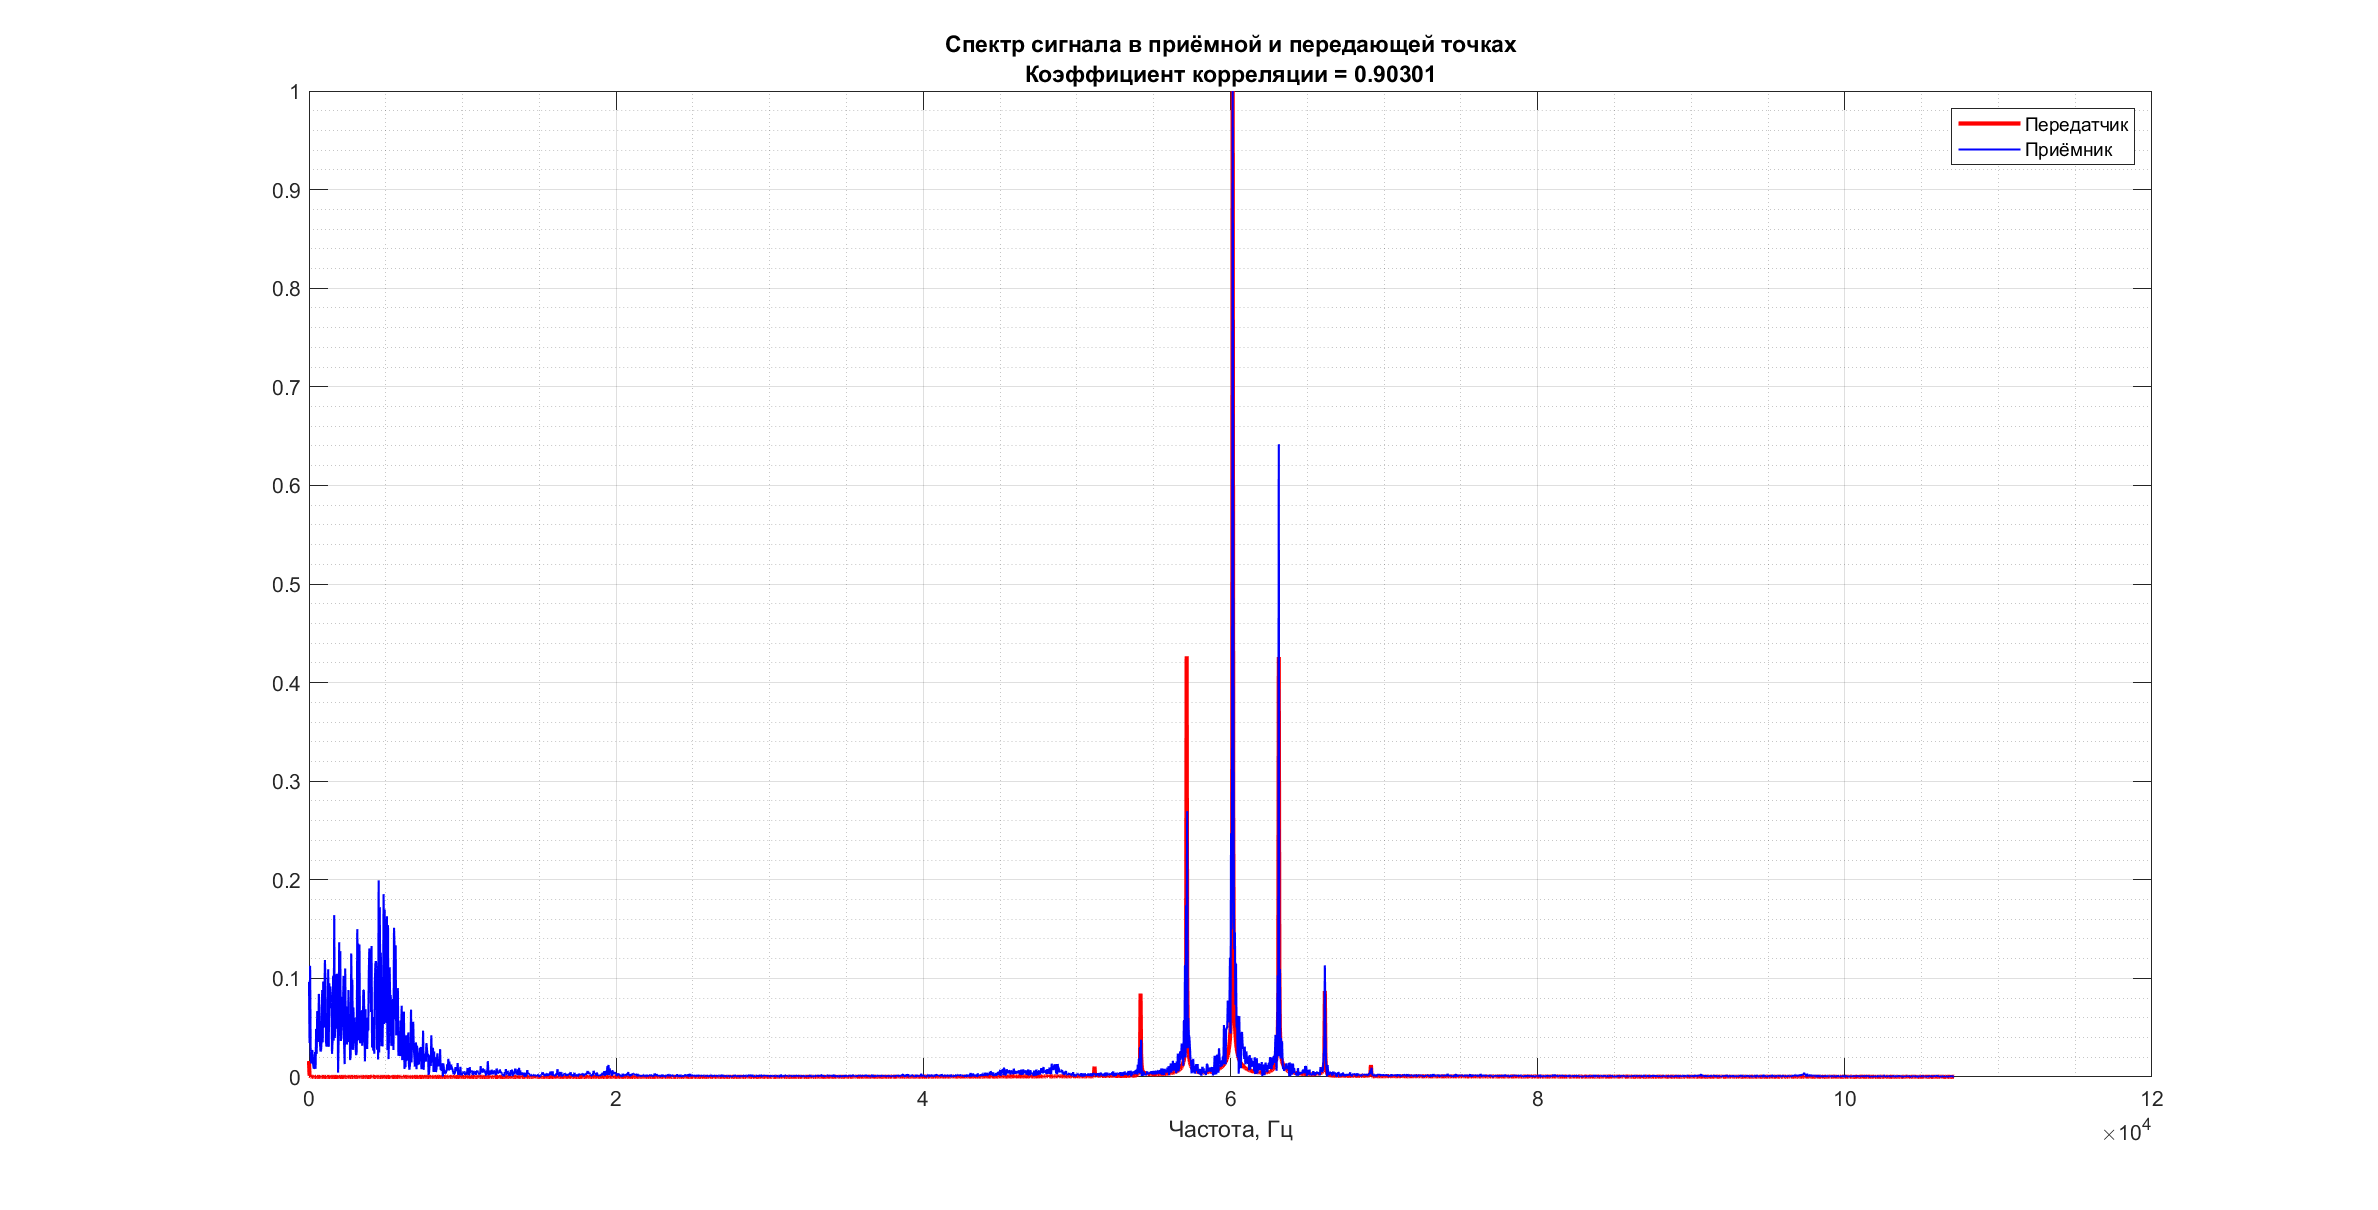 Спектр сигнала в приёмной и передающей точках
Коэффициент корреляции = 0.90301
1
0.9
0.8
0.7
0.6
0.5
0.4
0.3
0.2
0.1
0
Передатчик
Приёмник
0 2 4 6 8 10 12
×10⁴
Частота, Гц